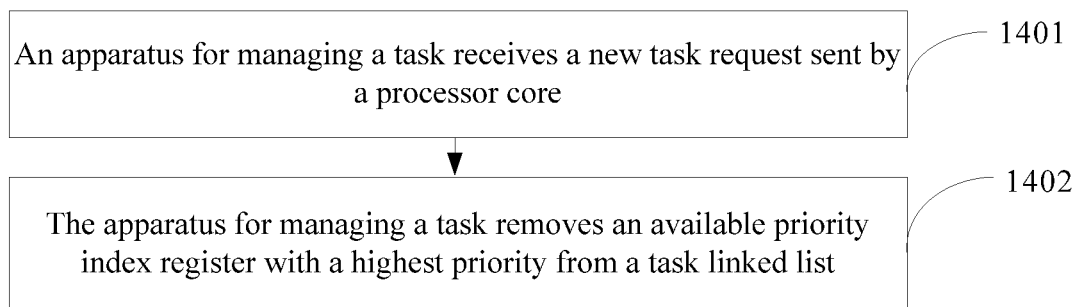 An apparatus for managing a task receives a new task request sent by
a processor core
1401
The apparatus for managing a task removes an available priority
index register with a highest priority from a task linked list
1402